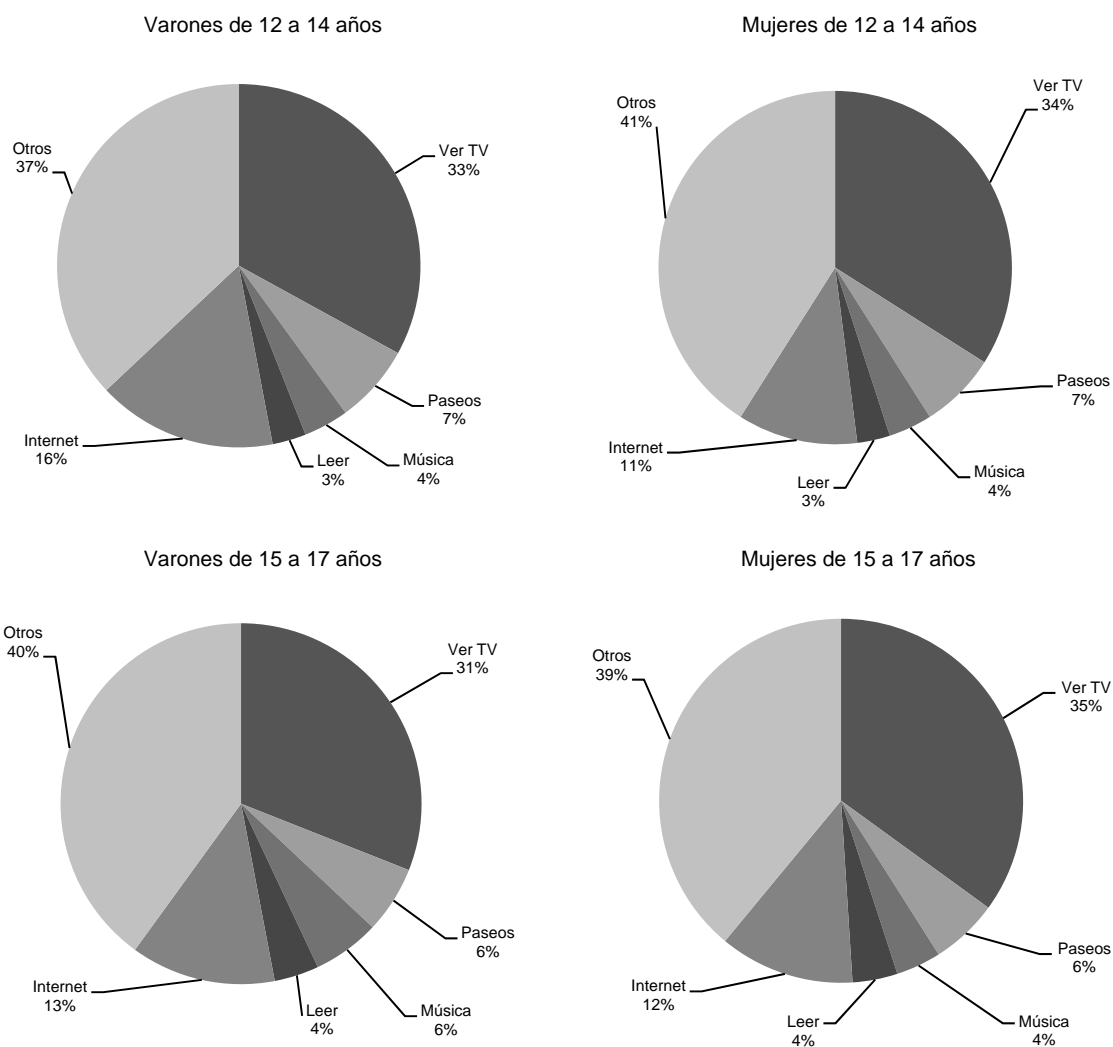 Varones de 12 a 14 años
Otros
37%
Ver TV
33%
Paseos
7%
Internet
16%
Leer
3%
Música
4%
Mujeres de 12 a 14 años
Otros
41%
Ver TV
34%
Paseos
7%
Internet
11%
Leer
3%
Música
4%
Varones de 15 a 17 años
Otros
40%
Ver TV
31%
Paseos
6%
Internet
13%
Leer
4%
Música
6%
Mujeres de 15 a 17 años
Otros
39%
Ver TV
35%
Paseos
6%
Internet
12%
Leer
4%
Música
4%